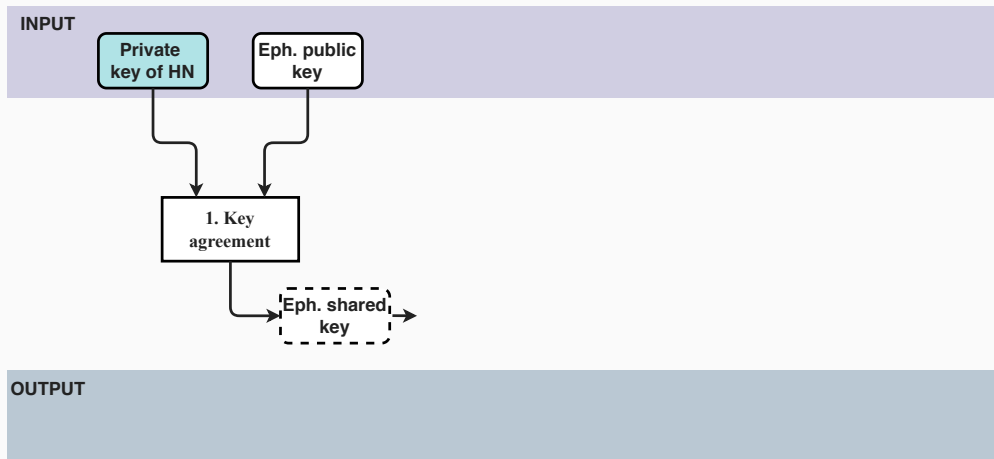 INPUT
Private
key of HN
Eph. public
key
1. Key
agreement
Eph. shared
key
OUTPUT